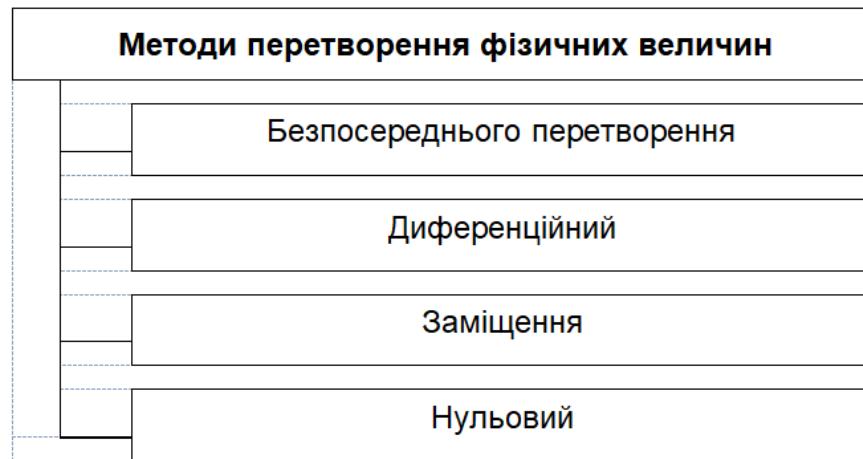 Методи перетворення фізичних величин
Безпосереднього перетворення
Диференційний
Заміщення
Нульовий